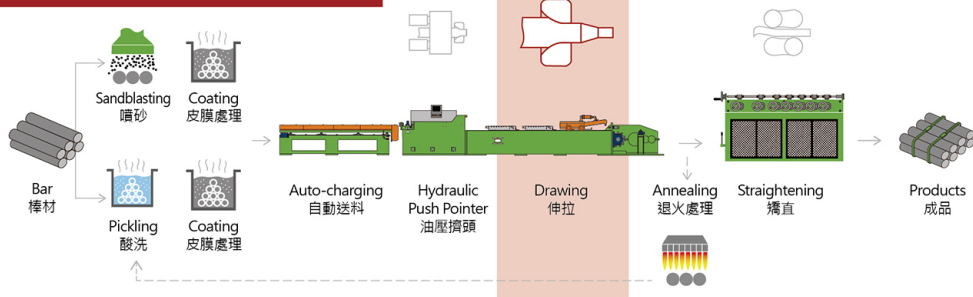 Sandblasting
噴砂
Coating
皮膜處理
Bar
棒材
Pickling
酸洗
Coating
皮膜處理
Auto-charging
自動送料
Hydraulic
Push Pointer
油壓擠頭
Drawing
伸拉
Annealing
退火處理
Straightening
矯直
Products
成品